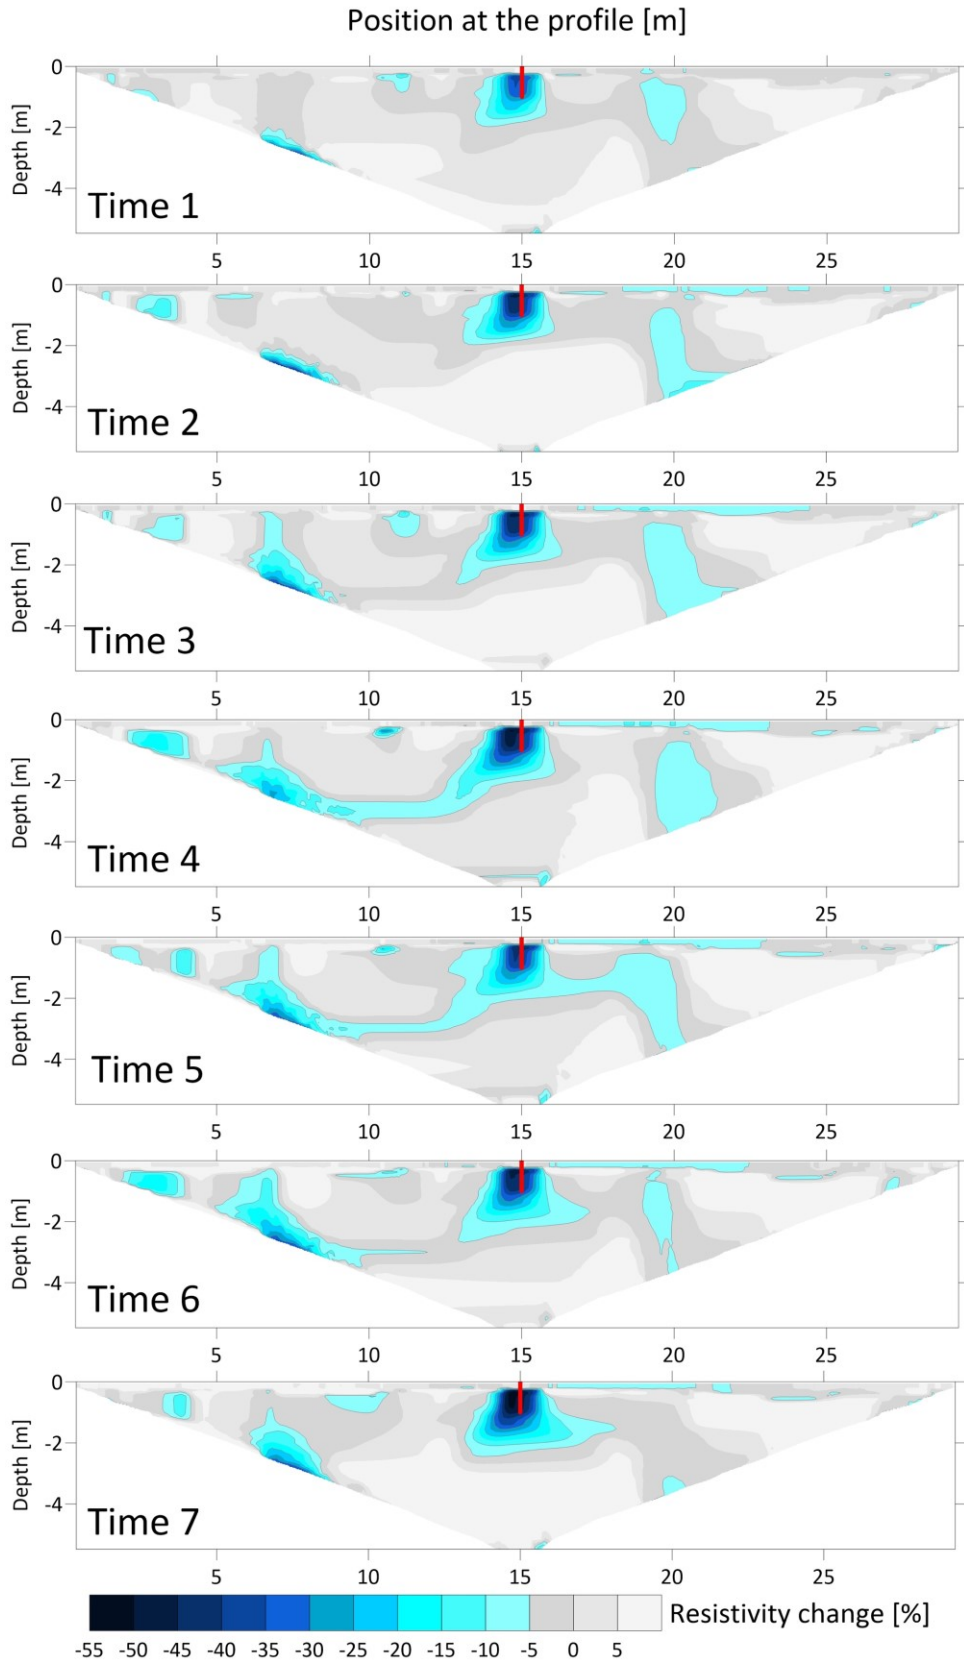 Position at the profile [m]
0
-2
-4
Depth [m]
Time 1
5 10 15 20 25
0
-2
-4
Depth [m]
Time 2
5 10 15 20 25
0
-2
-4
Depth [m]
Time 3
5 10 15 20 25
0
-2
-4
Depth [m]
Time 4
5 10 15 20 25
0
-2
-4
Depth [m]
Time 5
5 10 15 20 25
0
-2
-4
Depth [m]
Time 6
5 10 15 20 25
0
-2
-4
Depth [m]
Time 7
5 10 15 20 25
Resistivity change [%]
-55 -50 -45 -40 -35 -30 -25 -20 -15 -10 -5 0 5